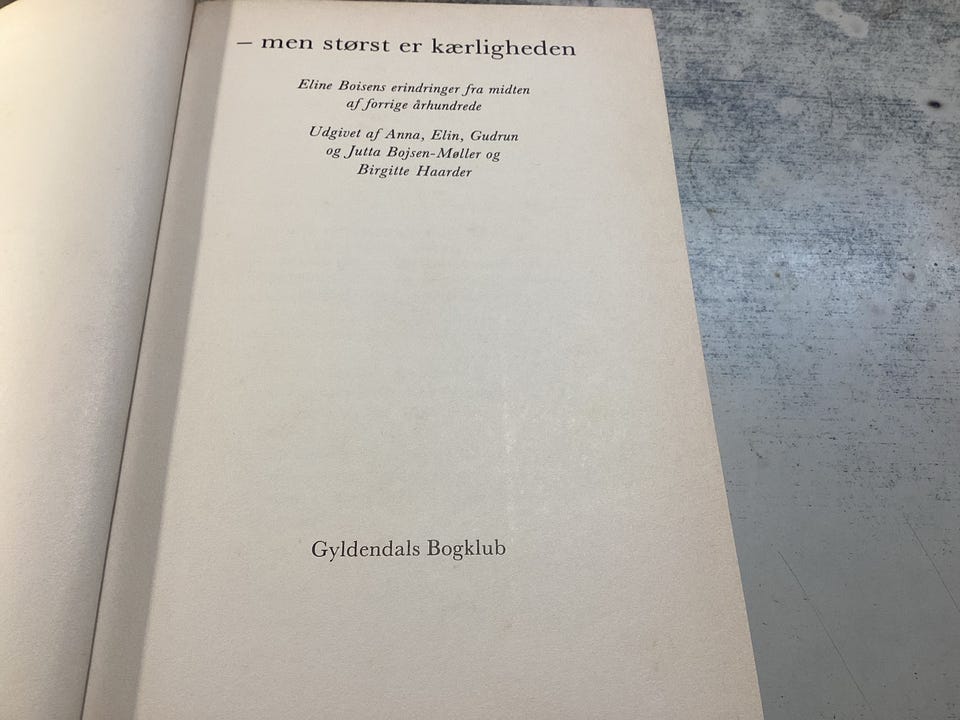 – men størst er kærligheden
Eline Boisens erindringer fra midten
af forrige århundrede
Udgivet af Anna, Elin, Gudrun
og Jutta Bojsen-Møller og
Birgitte Haarder
Gyldendals Bogklub